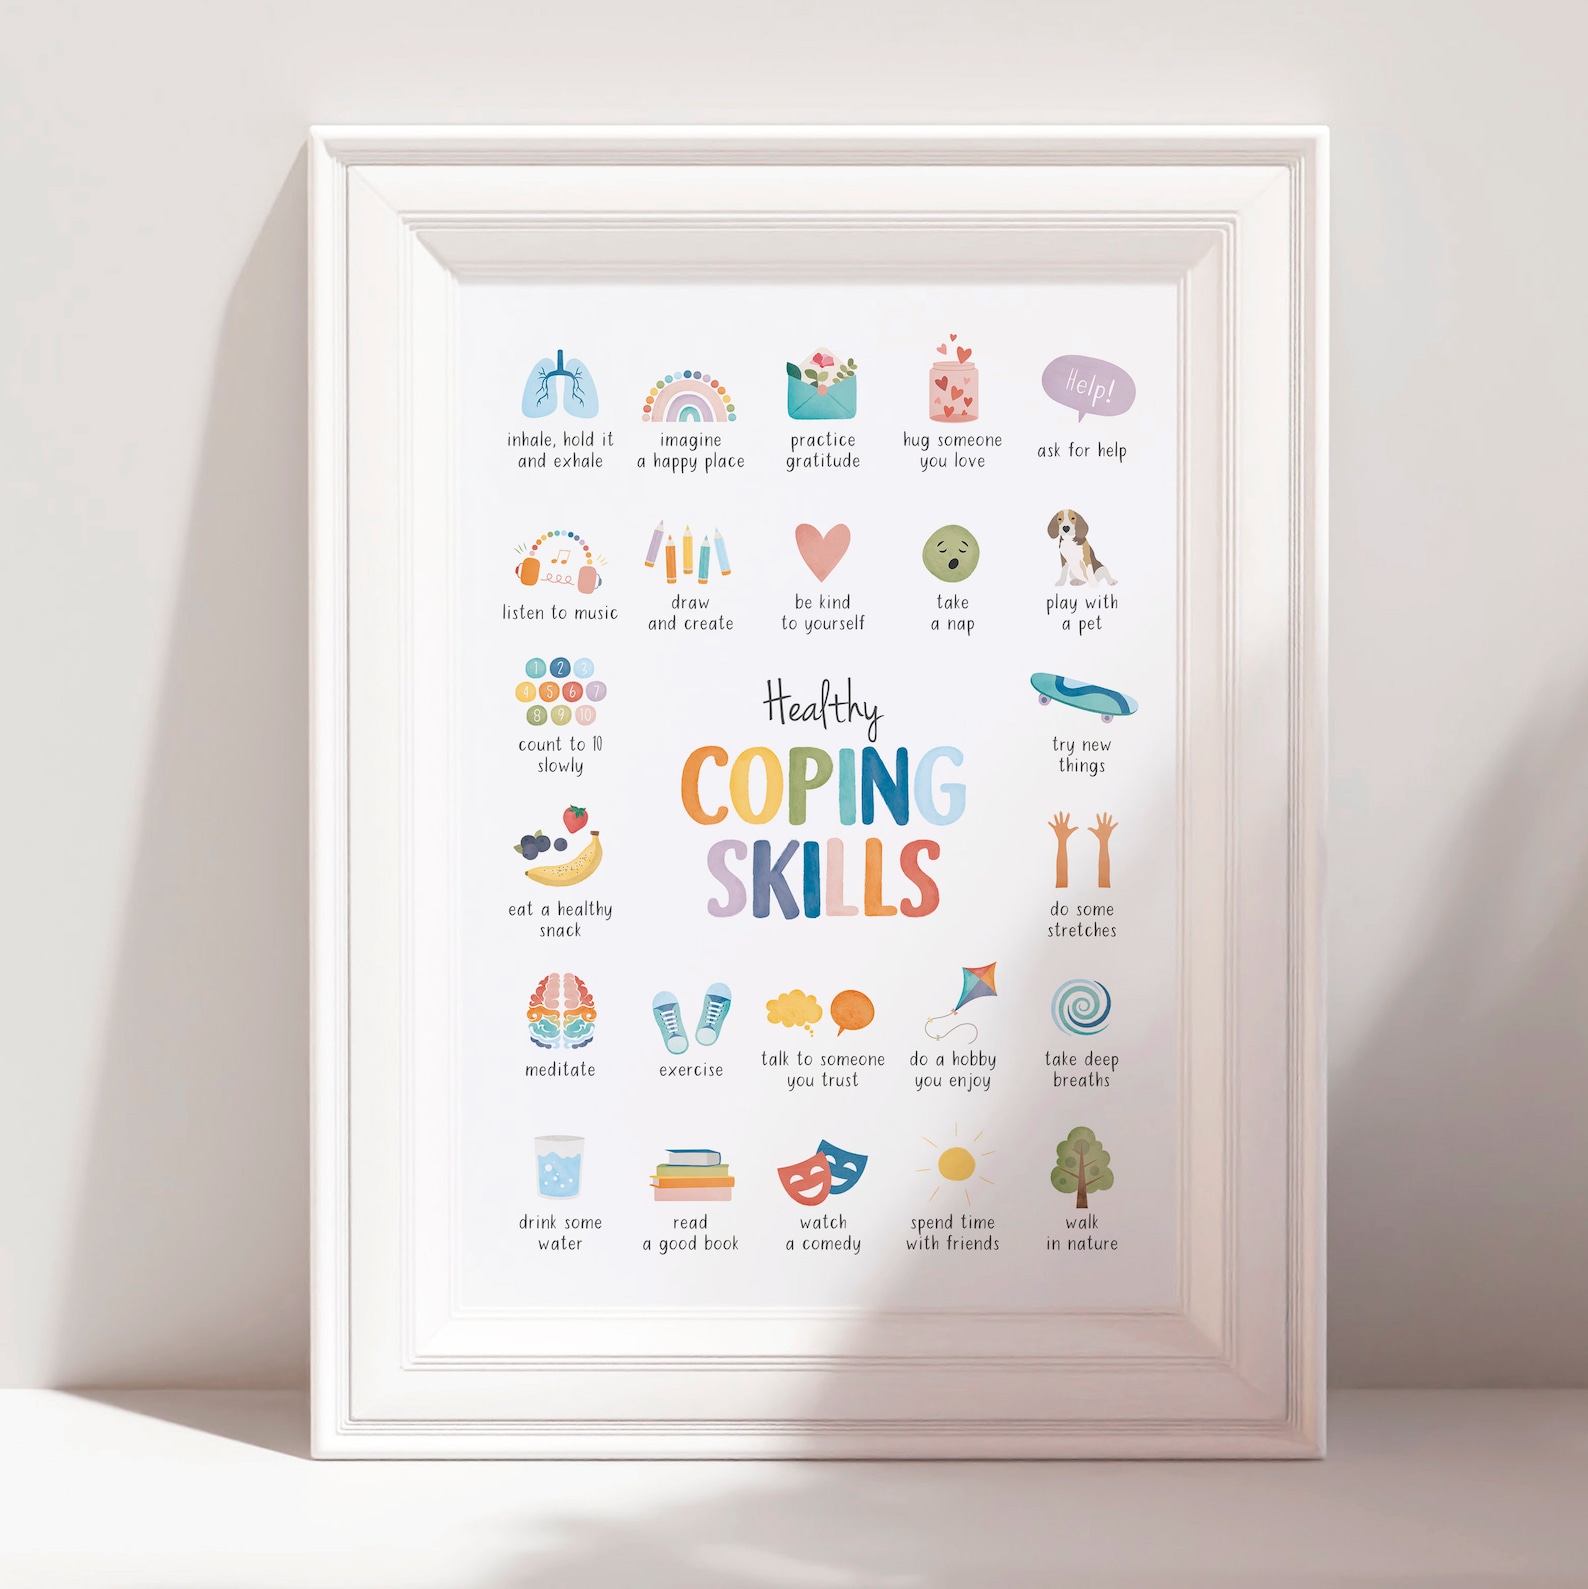 Help!
inhale, hold it
and exhale
imagine
a happy place
practice
gratitude
hug someone
you love
ask for help
listen to music
draw
and create
be kind
to yourself
take
a nap
play with
a pet
1 2 3
4 5 6 7
8 9 10
count to 10
slowly
Healthy
COPING
SKILLS
try new
things
eat a healthy
snack
do some
stretches
meditate
exercise
talk to someone
you trust
do a hobby
you enjoy
take deep
breaths
drink some
water
read
a good book
watch
a comedy
spend time
with friends
walk
in nature